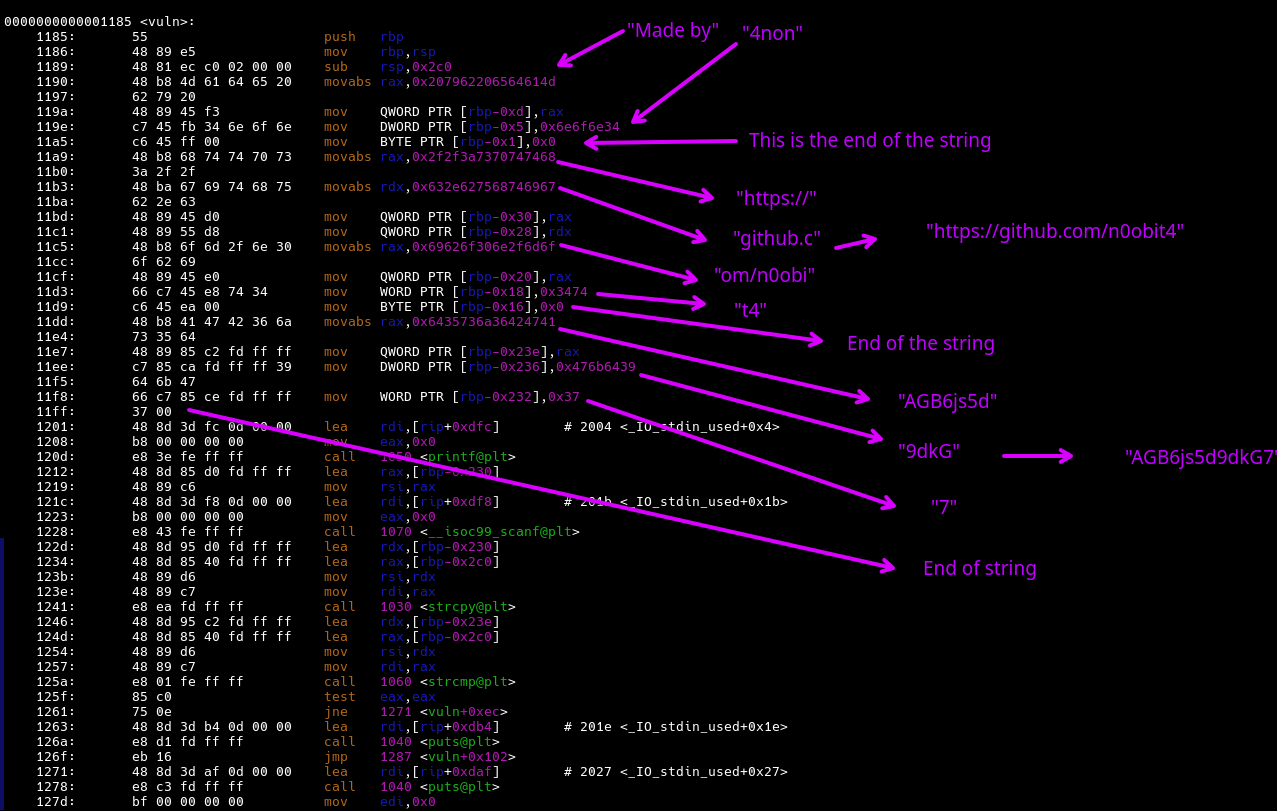 0000000000001185 <vuln>:
1185: 55 push rbp
1186: 48 89 e5 mov rbp,rsp
1189: 48 81 ec c0 02 00 00 sub rsp,0x2c0
1190: 48 b8 4d 61 64 65 20 movabs rax,0x207962206564614d
1197: 62 79 20
119a: 48 89 45 f3 mov QWORD PTR [rbp-0xd],rax
119e: c7 45 fb 34 6e 6f 6e mov DWORD PTR [rbp-0x5],0x6e6f6e34
11a5: c6 45 ff 00 mov BYTE PTR [rbp-0x1],0x0
11a9: 48 b8 68 74 74 70 73 movabs rax,0x2f2f3a7370747468
11b0: 3a 2f 2f
11b3: 48 ba 67 69 74 68 75 movabs rdx,0x632e627568746967
11ba: 62 2e 63
11bd: 48 89 45 d0 mov QWORD PTR [rbp-0x30],rax
11c1: 48 89 55 d8 mov QWORD PTR [rbp-0x28],rdx
11c5: 48 b8 6f 6d 2f 6e 30 movabs rax,0x69626f306e2f6d6f
11cc: 6f 62 69
11cf: 48 89 45 e0 mov QWORD PTR [rbp-0x20],rax
11d3: 66 c7 45 e8 74 34 mov WORD PTR [rbp-0x18],0x3474
11d9: c6 45 ea 00 mov BYTE PTR [rbp-0x16],0x0
11dd: 48 b8 41 47 42 36 6a movabs rax,0x6435736a36424741
11e4: 73 35 64
11e7: 48 89 85 c2 fd ff ff mov QWORD PTR [rbp-0x23e],rax
11ee: c7 85 ca fd ff ff 39 mov DWORD PTR [rbp-0x236],0x476b6439
11f5: 64 6b 47
11f8: 66 c7 85 ce fd ff ff mov WORD PTR [rbp-0x232],0x37
11ff: 37 00
1201: 48 8d 3d fc 0d 00 00 lea rdi,[rip+0xdfc] # 2004 <_IO_stdin_used+0x4>
1208: b8 00 00 00 00 mov eax,0x0
120d: e8 3e fe ff ff call 1050 <printf@plt>
1212: 48 8d 85 d0 fd ff ff lea rax,[rbp-0x230]
1219: 48 89 c6 mov rsi,rax
121c: 48 8d 3d f8 0d 00 00 lea rdi,[rip+0xdf8] # 201b <_IO_stdin_used+0x1b>
1223: b8 00 00 00 00 mov eax,0x0
1228: e8 43 fe ff ff call 1070 <__isoc99_scanf@plt>
122d: 48 8d 95 d0 fd ff ff lea rdx,[rbp-0x230]
1234: 48 8d 85 40 fd ff ff lea rax,[rbp-0x2c0]
123b: 48 89 d6 mov rsi,rdx
123e: 48 89 c7 mov rdi,rax
1241: e8 ea fd ff ff call 1030 <strcpy@plt>
1246: 48 8d 95 c2 fd ff ff lea rdx,[rbp-0x23e]
124d: 48 8d 85 40 fd ff ff lea rax,[rbp-0x2c0]
1254: 48 89 d6 mov rsi,rdx
1257: 48 89 c7 mov rdi,rax
125a: e8 01 fe ff ff call 1060 <strcmp@plt>
125f: 85 c0 test eax,eax
1261: 75 0e jne 1271 <vuln+0xec>
1263: 48 8d 3d b4 0d 00 00 lea rdi,[rip+0xdb4] # 201e <_IO_stdin_used+0x1e>
126a: e8 d1 fd ff ff call 1040 <puts@plt>
126f: eb 16 jmp 1287 <vuln+0x102>
1271: 48 8d 3d af 0d 00 00 lea rdi,[rip+0xdaf] # 2027 <_IO_stdin_used+0x27>
1278: e8 c3 fd ff ff call 1040 <puts@plt>
127d: bf 00 00 00 00 mov edi,0x0
"Made by"
"4non"
This is the end of the string
"https://"
"github.c"
"https://github.com/n0obit4"
"om/n0obi"
"t4"
End of the string
"AGB6js5d"
"9dkG"
"AGB6js5d9dkG7"
"7"
End of string